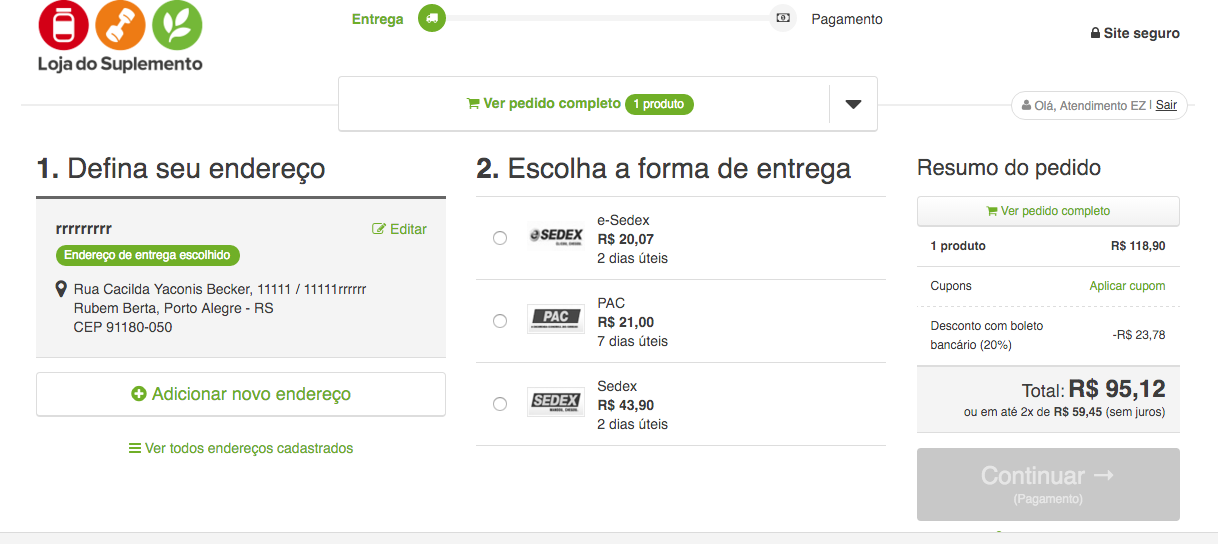 Loja do Suplemento
Entrega
Pagamento
Site seguro
Ver pedido completo 1 produto
Olá, Atendimento EZ | Sair
1. Defina seu endereço
rrrrrrrrr
Editar
Endereço de entrega escolhido
Rua Cacilda Yaconis Becker, 11111 / 11111rrrrrr
Rubem Berta, Porto Alegre - RS
CEP 91180-050
Adicionar novo endereço
Ver todos endereços cadastrados
2. Escolha a forma de entrega
e-SEDEX
e-Sedex
R$ 20,07
2 dias úteis
PAC
PAC
R$ 21,00
7 dias úteis
SEDEX
Sedex
R$ 43,90
2 dias úteis
Resumo do pedido
Ver pedido completo
1 produto R$ 118,90
Cupons Aplicar cupom
Desconto com boleto
bancário (20%) -R$ 23,78
Total: R$ 95,12
ou em até 2x de R$ 59,45 (sem juros)
Continuar →
(Pagamento)